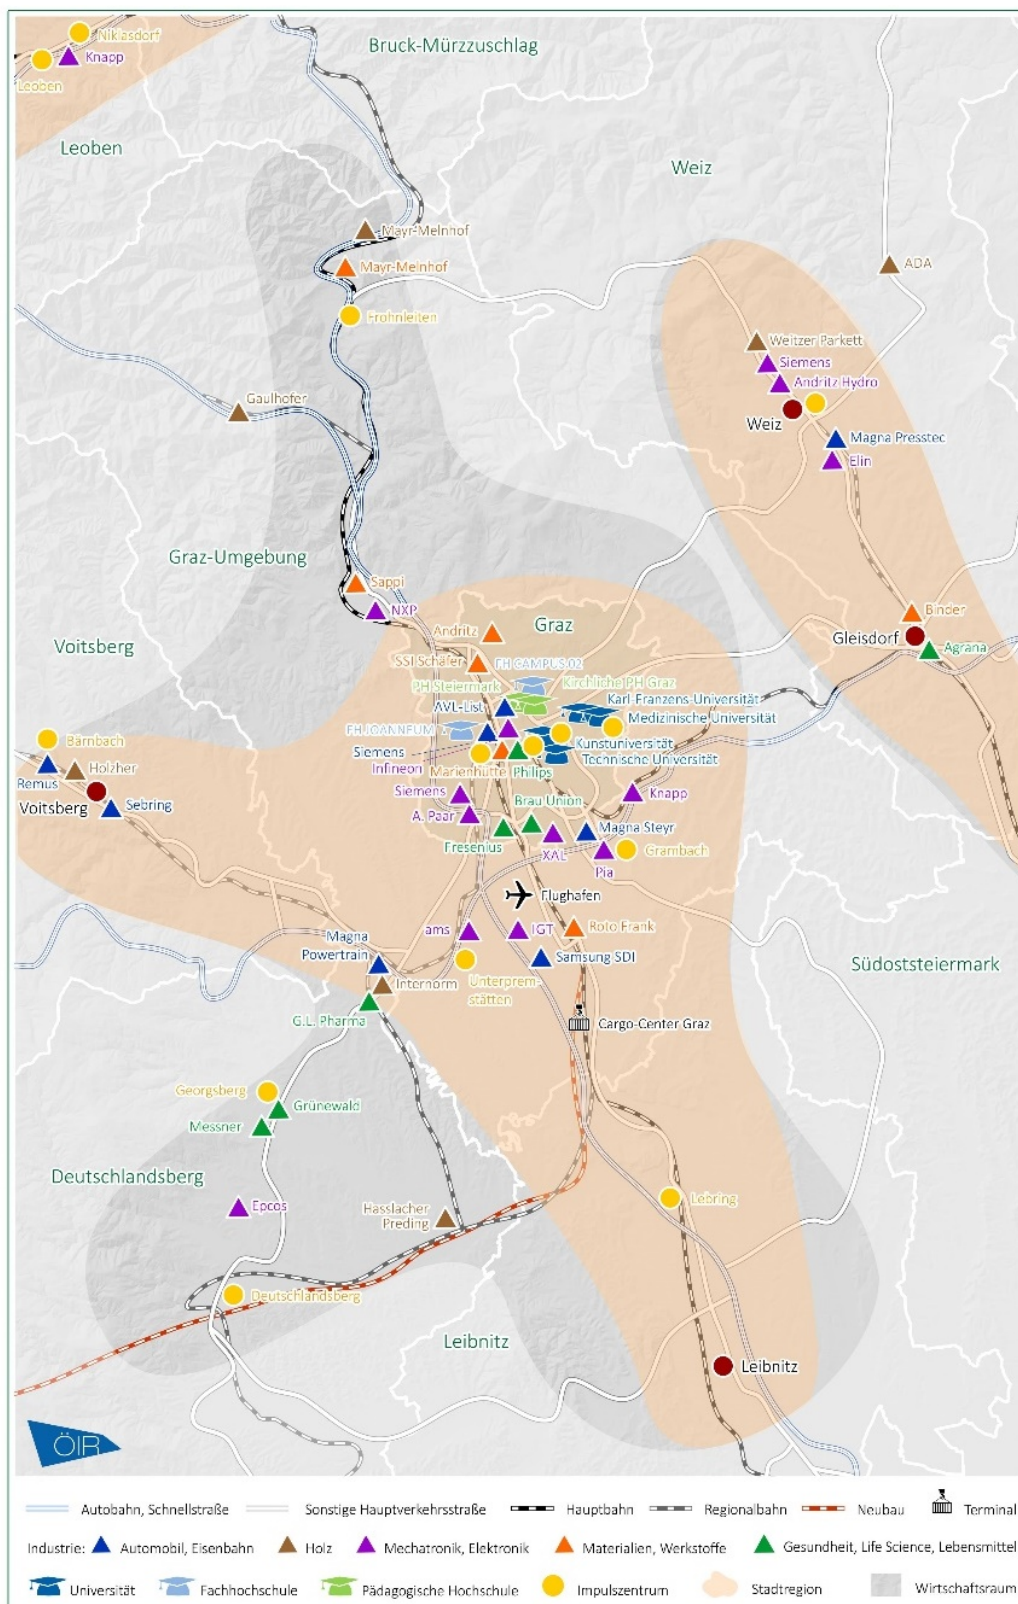 Niklasdorf
Knapp
Leoben
Bruck-Mürzzuschlag
Leoben
Weiz
Mayr-Melnhof
Mayr-Melnhof
ADA
Frohnleiten
Weitzer Parkett
Siemens
Andritz Hydro
Gaulhofer
Weiz
Magna Presstec
Elin
Graz-Umgebung
Sappi
NXP
Binder
Voitsberg
Andritz
Graz
Gleisdorf
Agrana
SSI Schäfer
FH CAMPUS 02
PH Steiermark
Kirchliche PH Graz
Karl-Franzens-Universität
AVL-List
Medizinische Universität
FH JOANNEUM
Kunstuniversität
Bärnbach
Siemens
Technische Universität
Infineon
Marienhütte
Philips
Holzher
Remus
Siemens
Knapp
Voitsberg
Sebring
Brau Union
A. Paar
Magna Steyr
Fresenius
XAL
Grambach
Pia
Flughafen
ams
IGT
Roto Frank
Magna
Powertrain
Samsung SDI
Südoststeiermark
Internorm
Unterprem-
stätten
G.L. Pharma
Cargo-Center Graz
Georgsberg
Grünewald
Messner
Deutschlandsberg
Lebring
Epcos
Hasslacher
Preding
Deutschlandsberg
Leibnitz
Leibnitz
ÖIR
Autobahn, Schnellstraße
Sonstige Hauptverkehrsstraße
Hauptbahn
Regionalbahn
Neubau
Terminal
Industrie:
Automobil, Eisenbahn
Holz
Mechatronik, Elektronik
Materialien, Werkstoffe
Gesundheit, Life Science, Lebensmittel
Universität
Fachhochschule
Pädagogische Hochschule
Impulszentrum
Stadtregion
Wirtschaftsraum